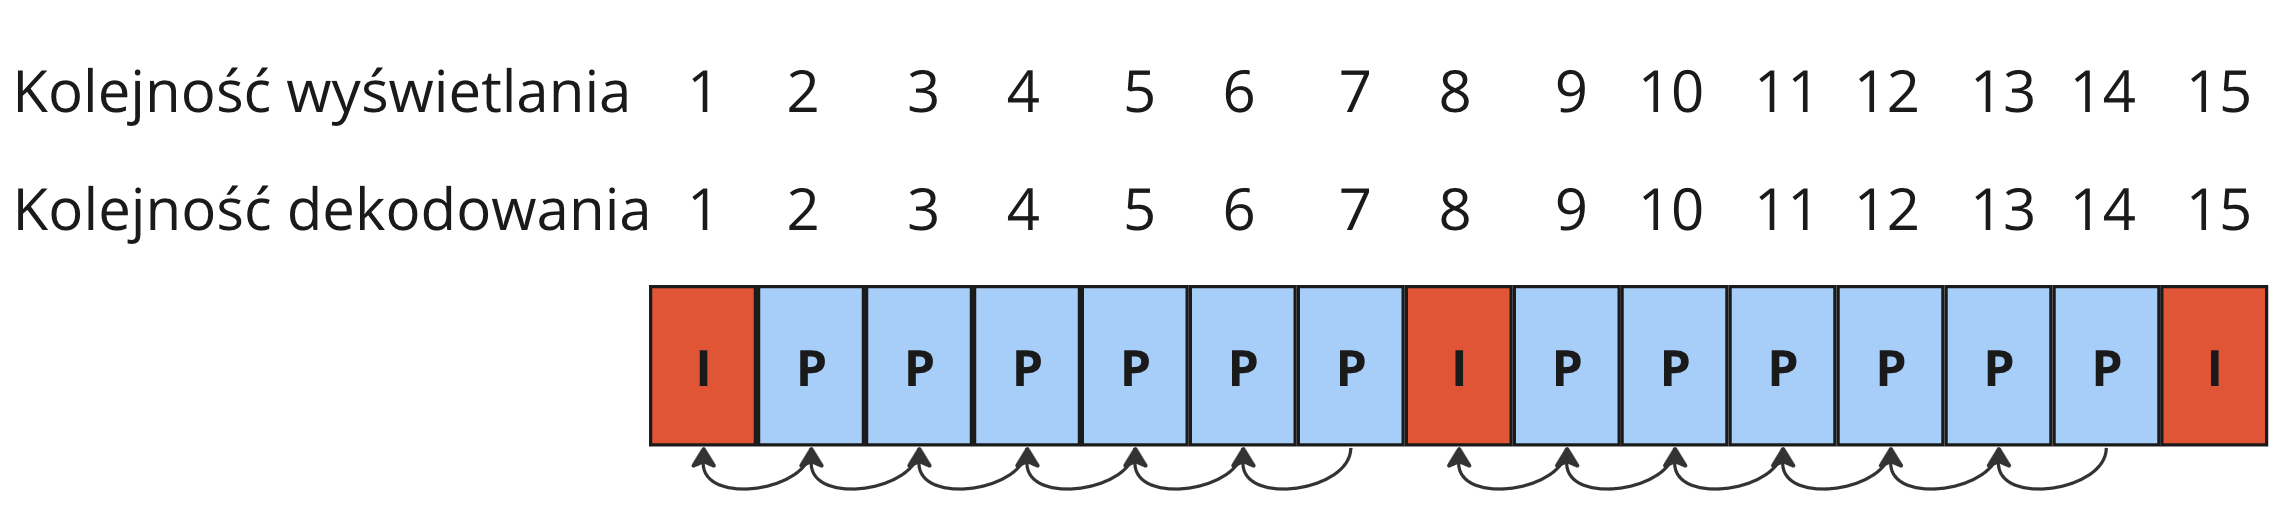 Kolejność wyświetlania 1 2 3 4 5 6 7 8 9 10 11 12 13 14 15
Kolejność dekodowania 1 2 3 4 5 6 7 8 9 10 11 12 13 14 15
I P P P P P P I P P P P P P I